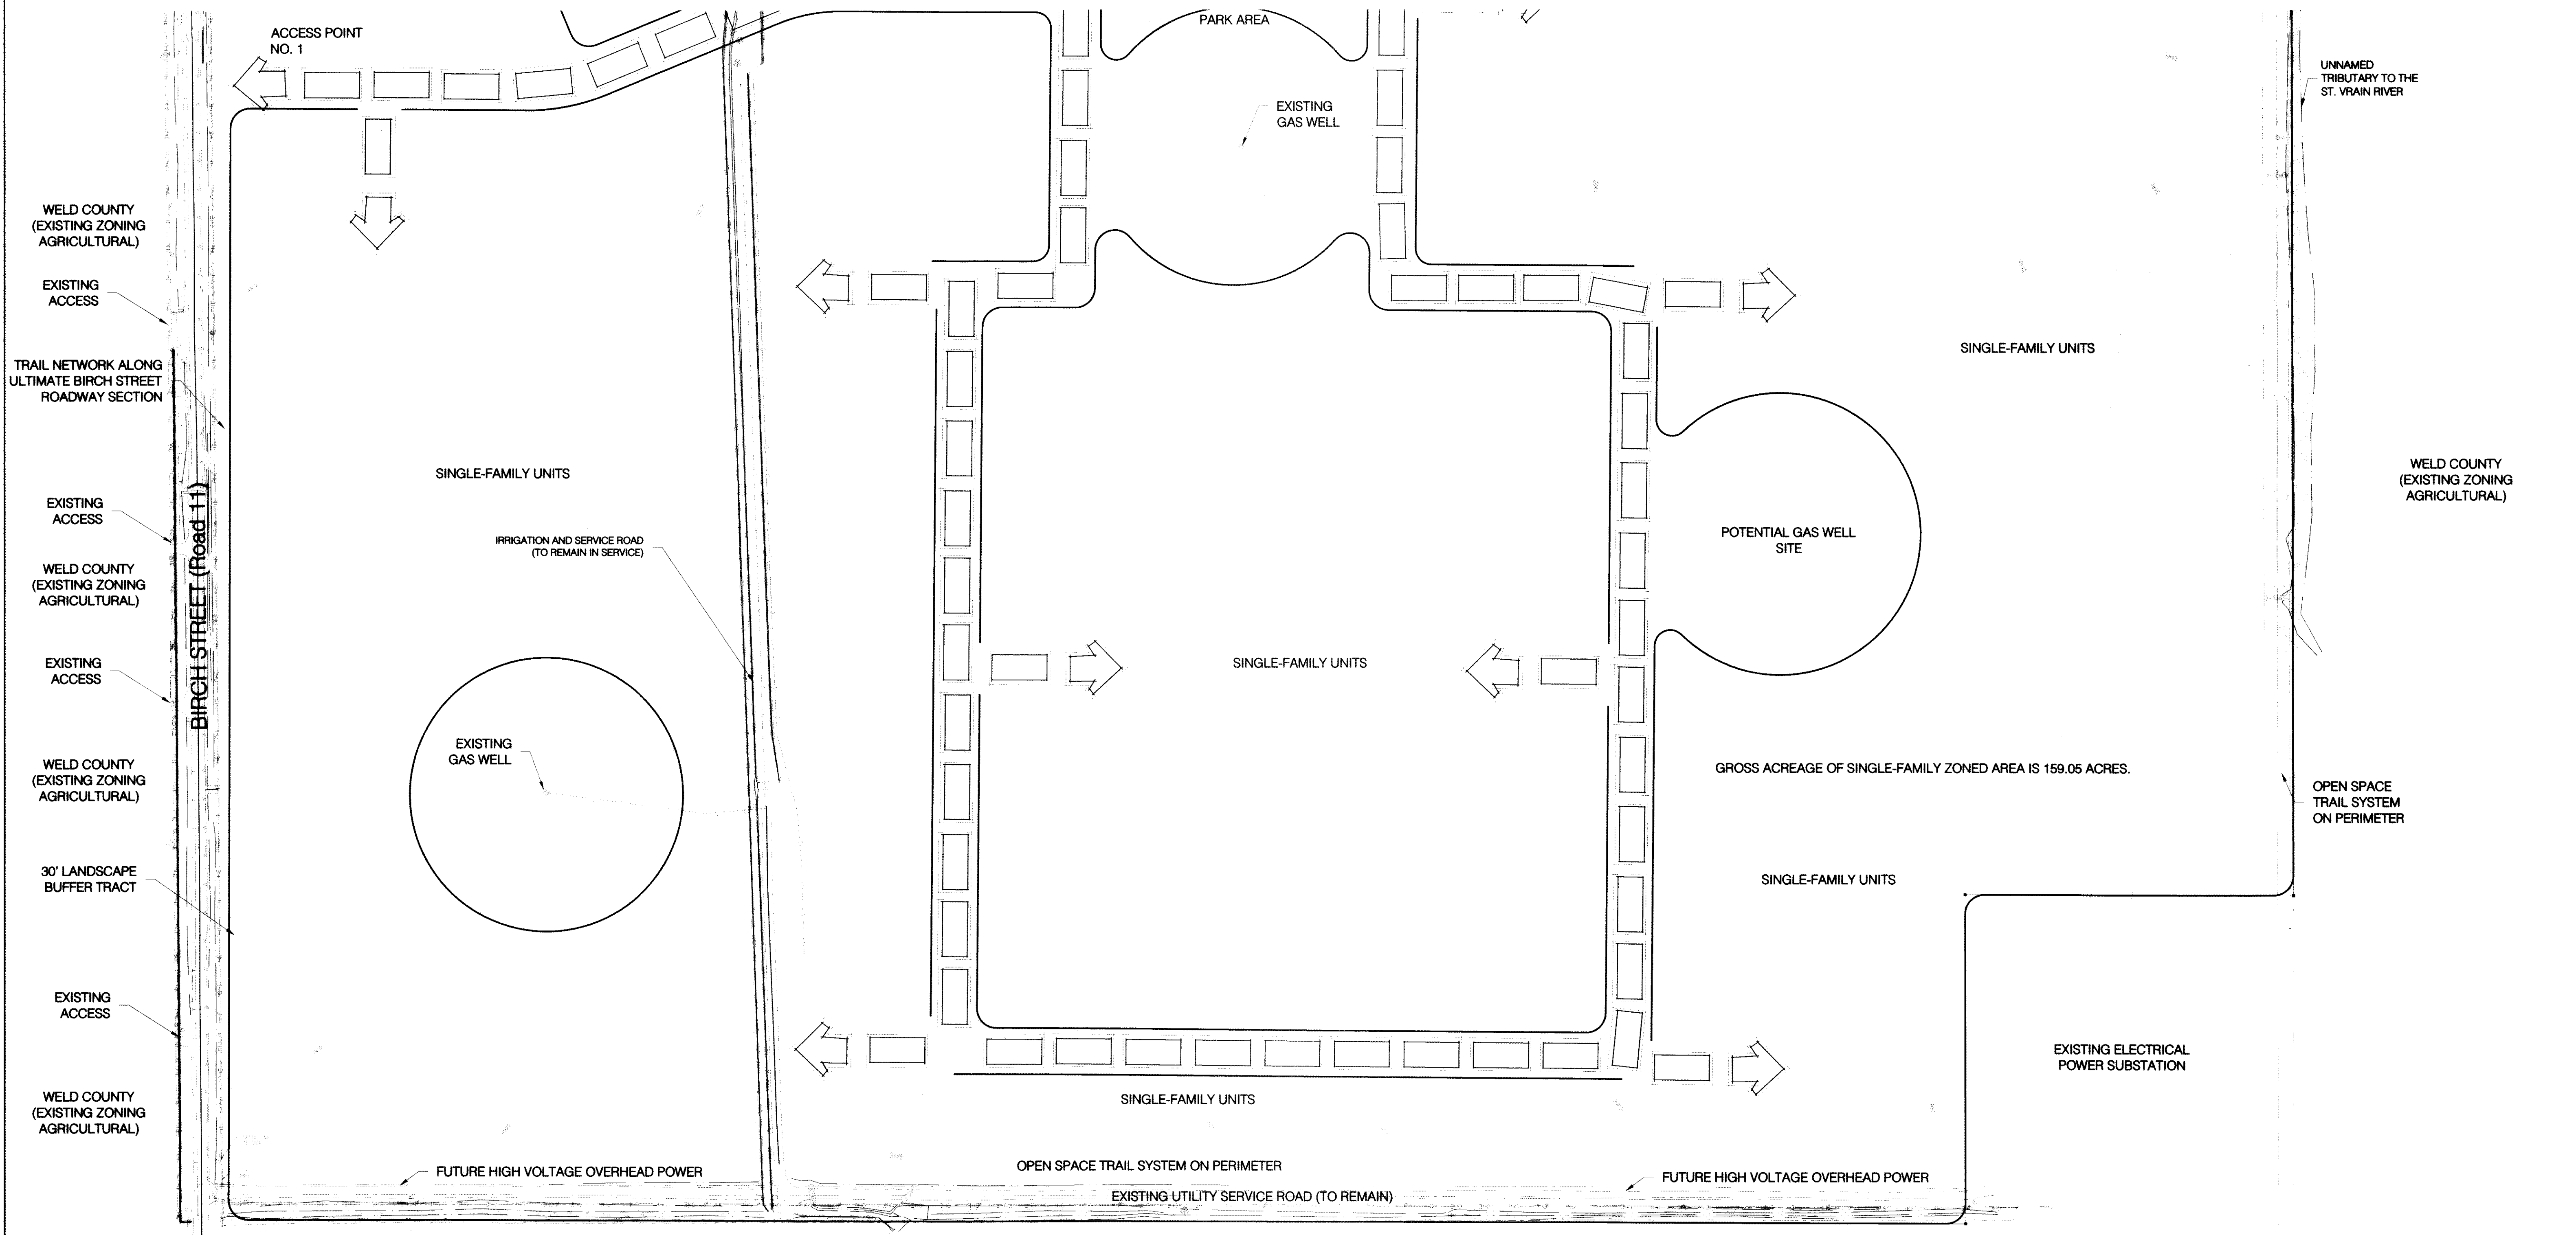 PARK AREA
ACCESS POINT
NO. 1
UNNAMED
TRIBUTARY TO THE
ST. VRAIN RIVER
EXISTING
GAS WELL
WELD COUNTY
(EXISTING ZONING
AGRICULTURAL)
EXISTING
ACCESS
TRAIL NETWORK ALONG
ULTIMATE BIRCH STREET
ROADWAY SECTION
SINGLE-FAMILY UNITS
SINGLE-FAMILY UNITS
WELD COUNTY
(EXISTING ZONING
AGRICULTURAL)
EXISTING
ACCESS
BIRCH STREET (Road 11)
IRRIGATION AND SERVICE ROAD
(TO REMAIN IN SERVICE)
POTENTIAL GAS WELL
SITE
WELD COUNTY
(EXISTING ZONING
AGRICULTURAL)
EXISTING
ACCESS
SINGLE-FAMILY UNITS
EXISTING
GAS WELL
WELD COUNTY
(EXISTING ZONING
AGRICULTURAL)
GROSS ACREAGE OF SINGLE-FAMILY ZONED AREA IS 159.05 ACRES.
OPEN SPACE
TRAIL SYSTEM
ON PERIMETER
30' LANDSCAPE
BUFFER TRACT
SINGLE-FAMILY UNITS
EXISTING
ACCESS
EXISTING ELECTRICAL
POWER SUBSTATION
WELD COUNTY
(EXISTING ZONING
AGRICULTURAL)
SINGLE-FAMILY UNITS
FUTURE HIGH VOLTAGE OVERHEAD POWER
OPEN SPACE TRAIL SYSTEM ON PERIMETER
FUTURE HIGH VOLTAGE OVERHEAD POWER
EXISTING UTILITY SERVICE ROAD (TO REMAIN)